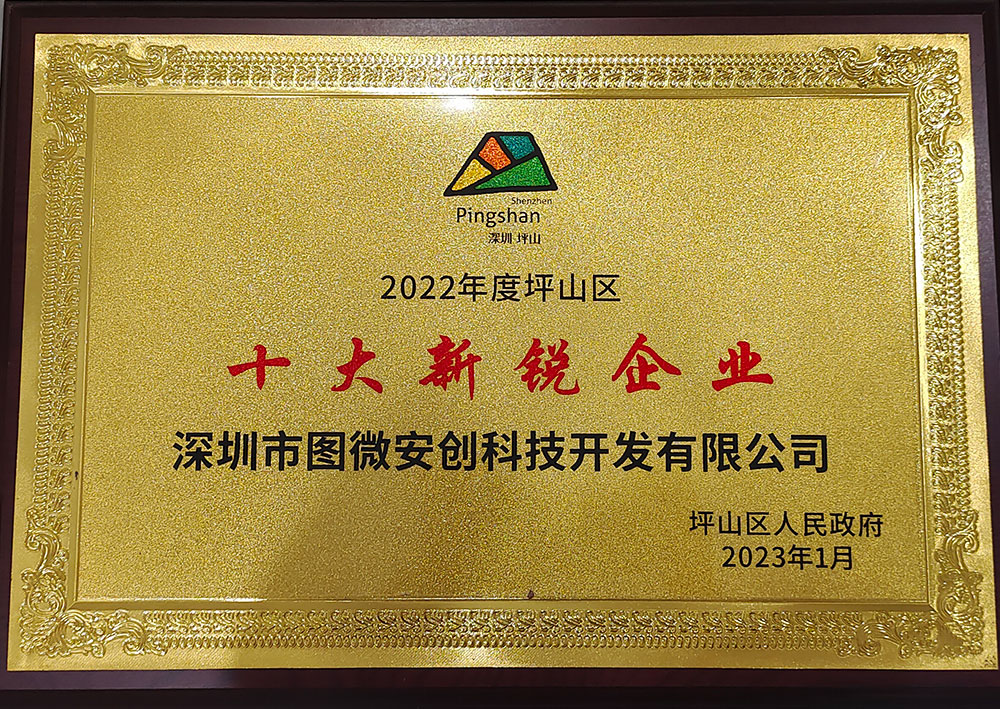 Shenzhen
Pingshan
深圳 坪山
2022年度坪山区
十大新锐企业
深圳市图微安创科技开发有限公司
坪山区人民政府
2023年1月